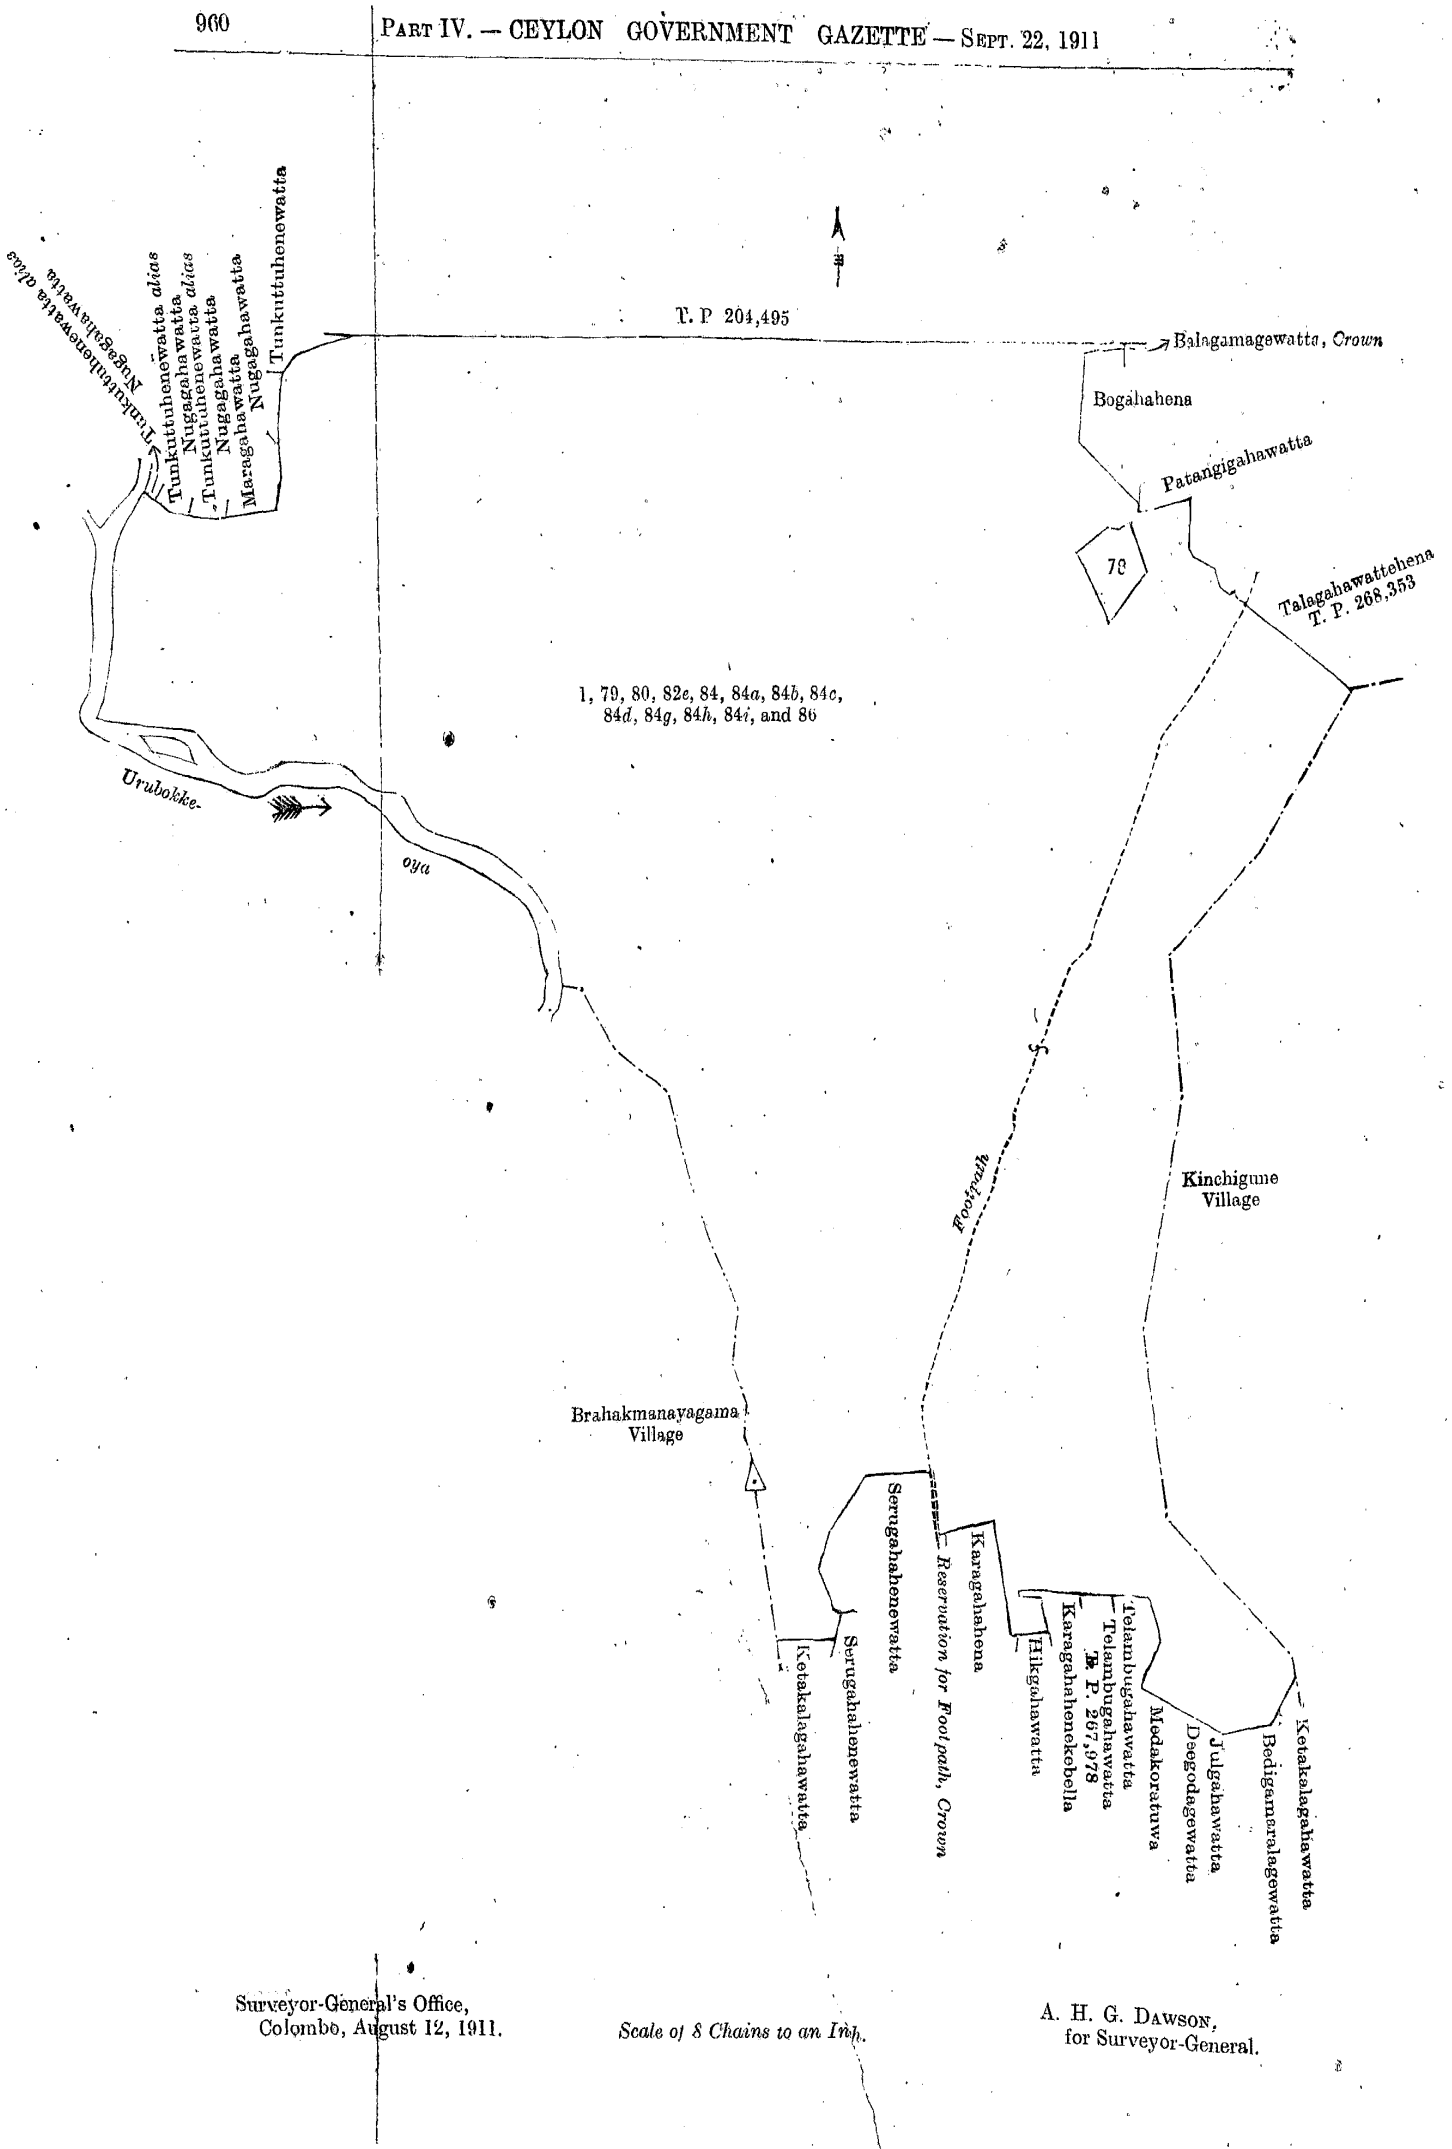 960
PART IV. — CEYLON GOVERNMENT GAZETTE — SEPT. 22, 1911
Tunkuttuhenewatta alias
Nugagahawatta
Tunkuttuhenewatta alias
Nugagahawatta
Tunkuttuhenewatta alias
Nugagahawatta
Maragahawatta
Nugagahawatta
Tunkuttuhenewatta
T. P 204,495
Balagamagewatta, Crown
Bogahahena
Patangigahawatta
78
Talagahawattehena
T. P. 268,353
1, 79, 80, 82e, 84, 84a, 84b, 84c,
84d, 84g, 84h, 84i, and 86
Urubokke-
oya
Footpath
Kinchigune
Village
Brahakmanayagama
Village
Ketakalagahawatta
Serugahahenewatta
Serugahahenewatta
Reservation for Footpath, Crown
Karagahahena
Hikgahawatta
Karagahahenekebella
Telambugahawatta
T. P. 267,978
Telambugahawatta
Medakoratuwa
Deegodagewatta
Julgahawatta
Bedigamaralagewatta
Ketakalagahawatta
Surveyor-General's Office,
Colombo, August 12, 1911.
Scale of 8 Chains to an Inh.
A. H. G. DAWSON,
for Surveyor-General.